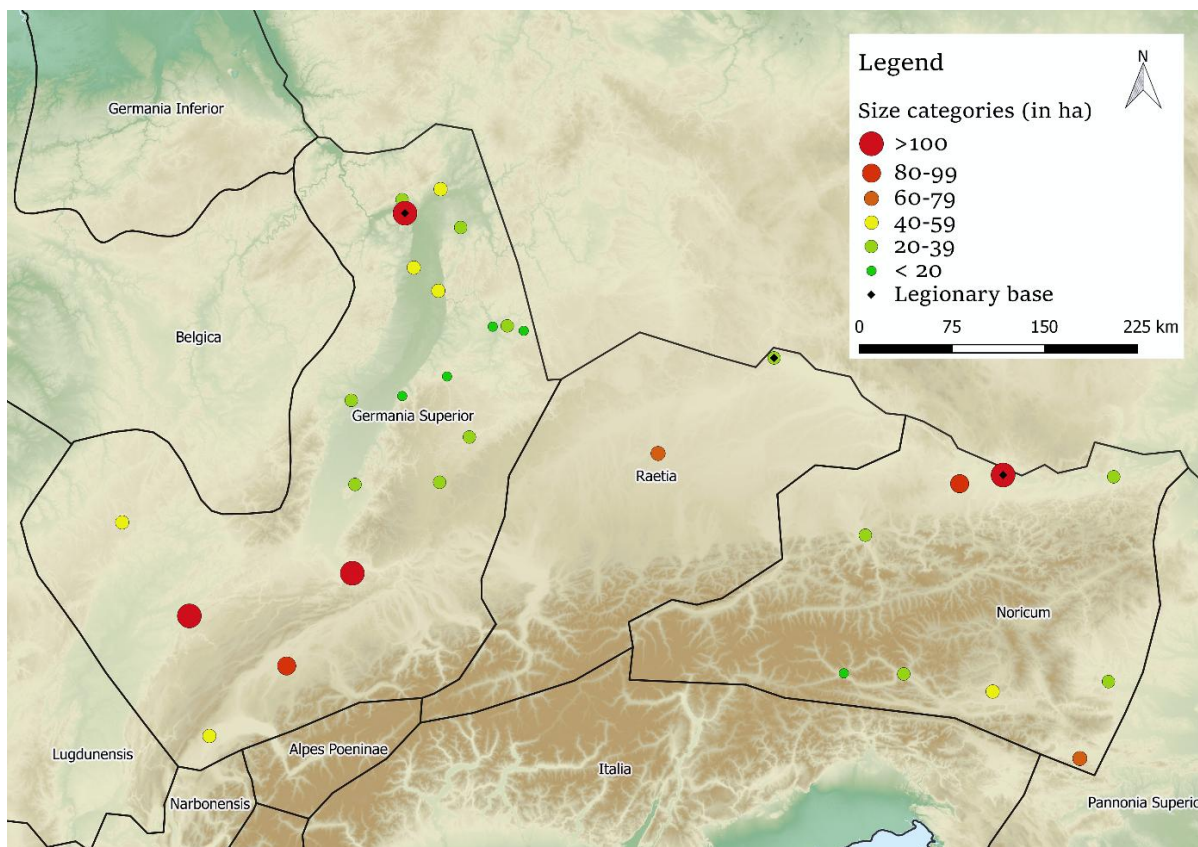 Germania Inferior
Belgica
Germania Superior
Raetia
Noricum
Lugdunensis
Narbonensis
Alpes Poeninae
Italia
Pannonia Superio
Legend
N
Size categories (in ha)
>100
80-99
60-79
40-59
20-39
< 20
Legionary base
0 75 150 225 km